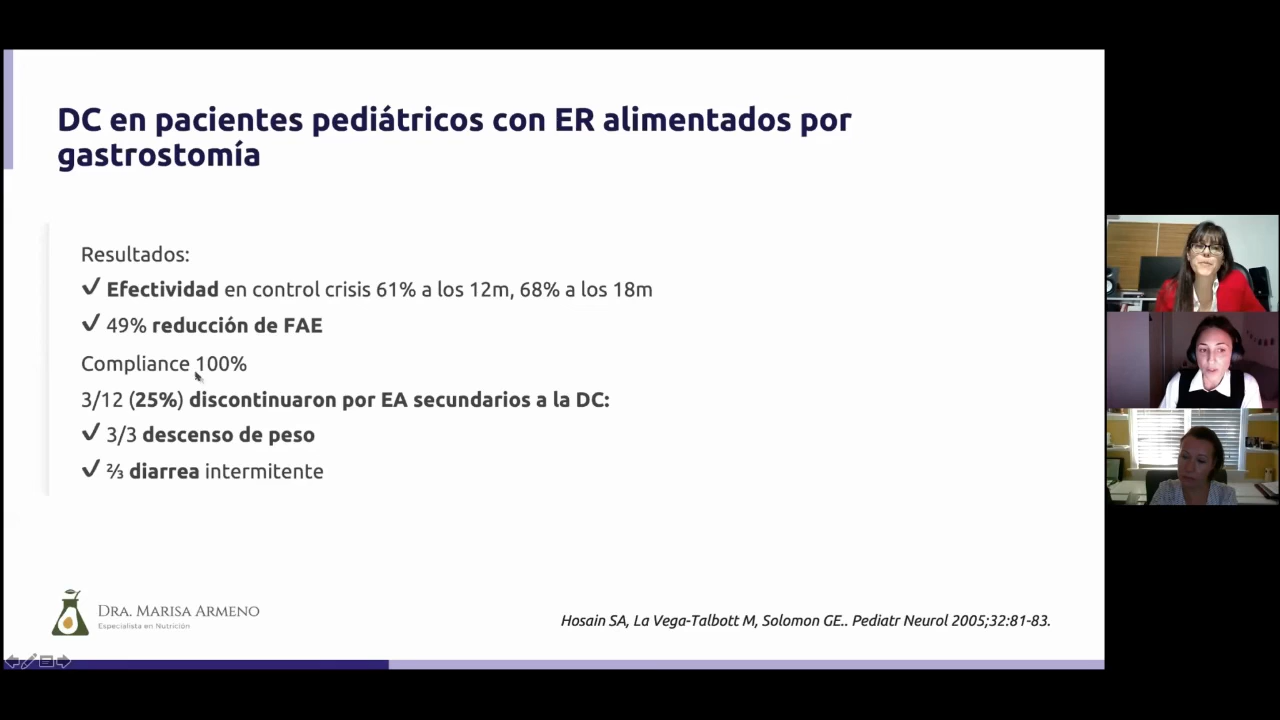 DC en pacientes pediátricos con ER alimentados por
gastrostomía
Resultados:
✓ Efectividad en control crisis 61% a los 12m, 68% a los 18m
✓ 49% reducción de FAE
Compliance 100%
3/12 (25%) discontinuaron por EA secundarios a la DC:
✓ 3/3 descenso de peso
✓ ⅔ diarrea intermitente
DRA. MARISA ARMENO
Especialista en Nutrición
Hosain SA, La Vega-Talbott M, Solomon GE.. Pediatr Neurol 2005;32:81-83.